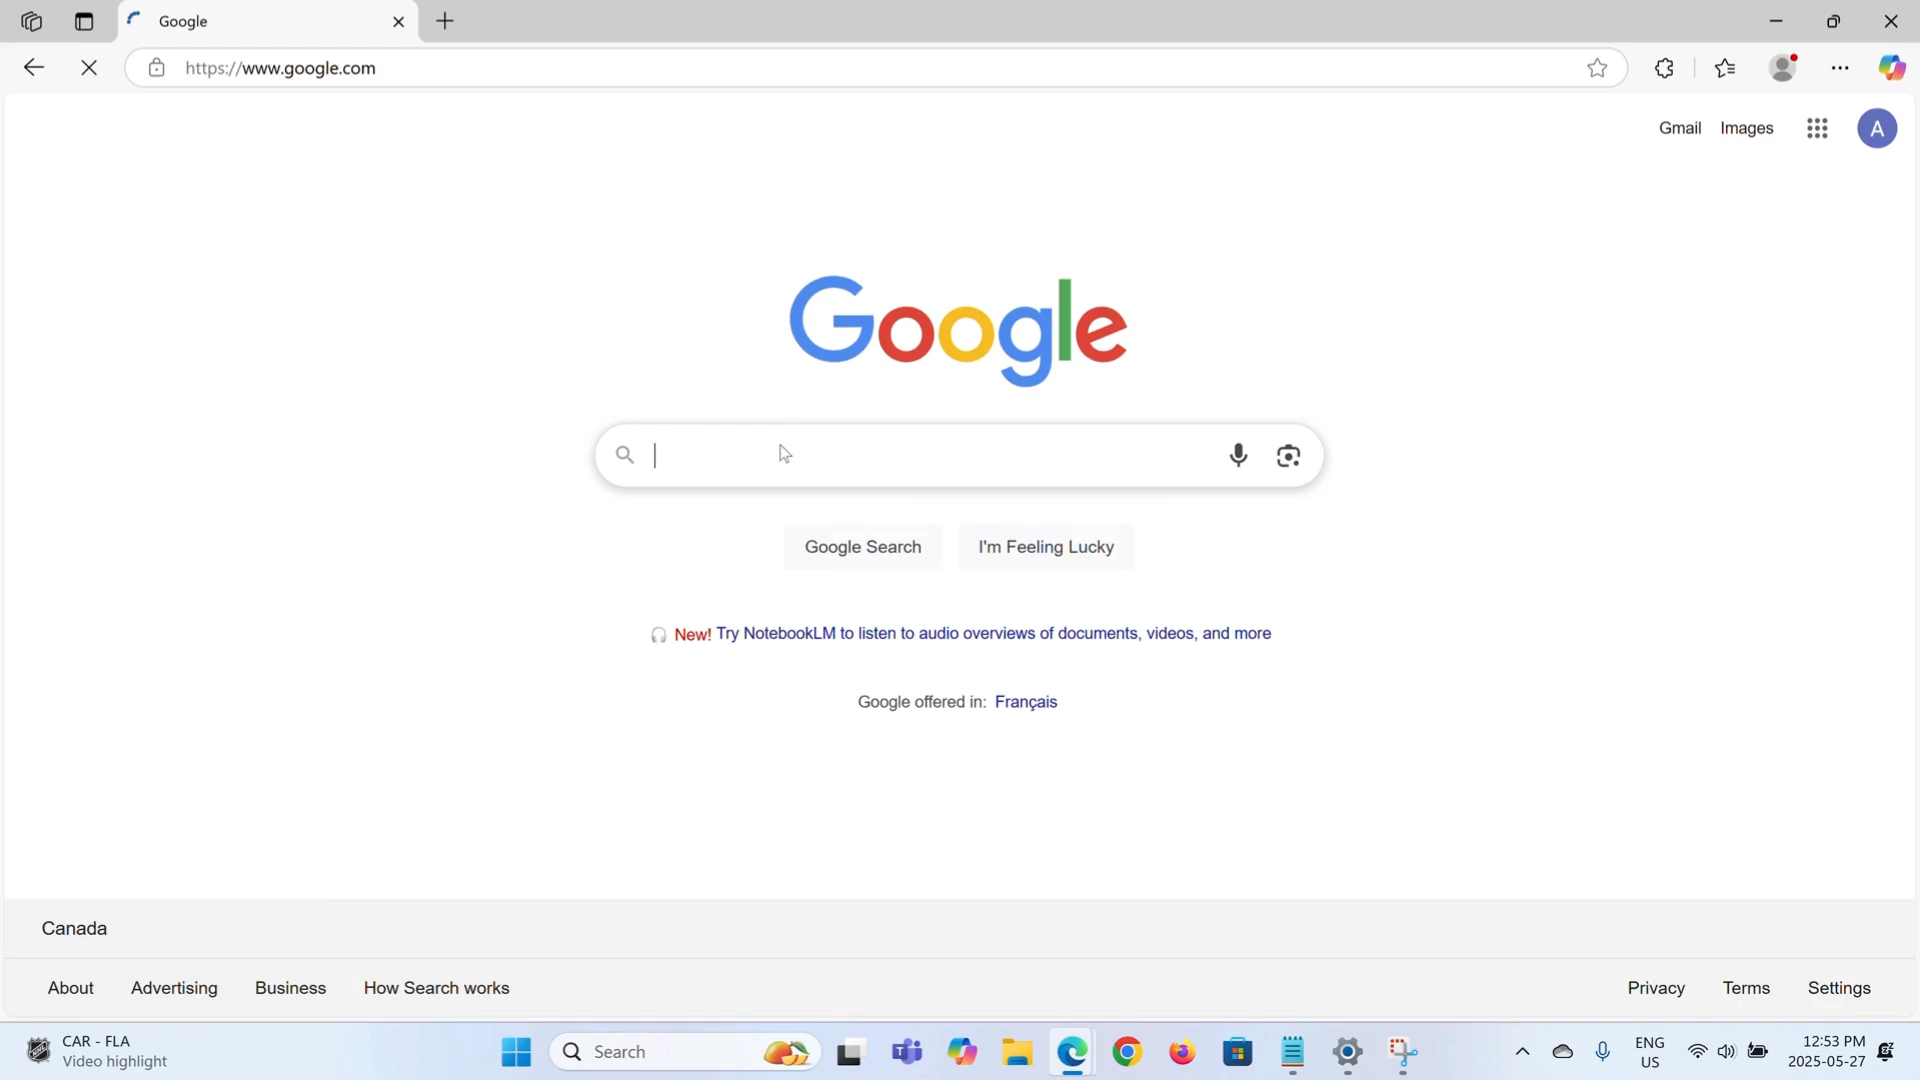 Google
https://www.google.com
Gmail Images A
Google
Google Search I'm Feeling Lucky
New! Try NotebookLM to listen to audio overviews of documents, videos, and more
Google offered in: Français
Canada
About Advertising Business How Search works Privacy Terms Settings
CAR - FLA
Video highlight
Search
ENG
US
12:53 PM
2025-05-27